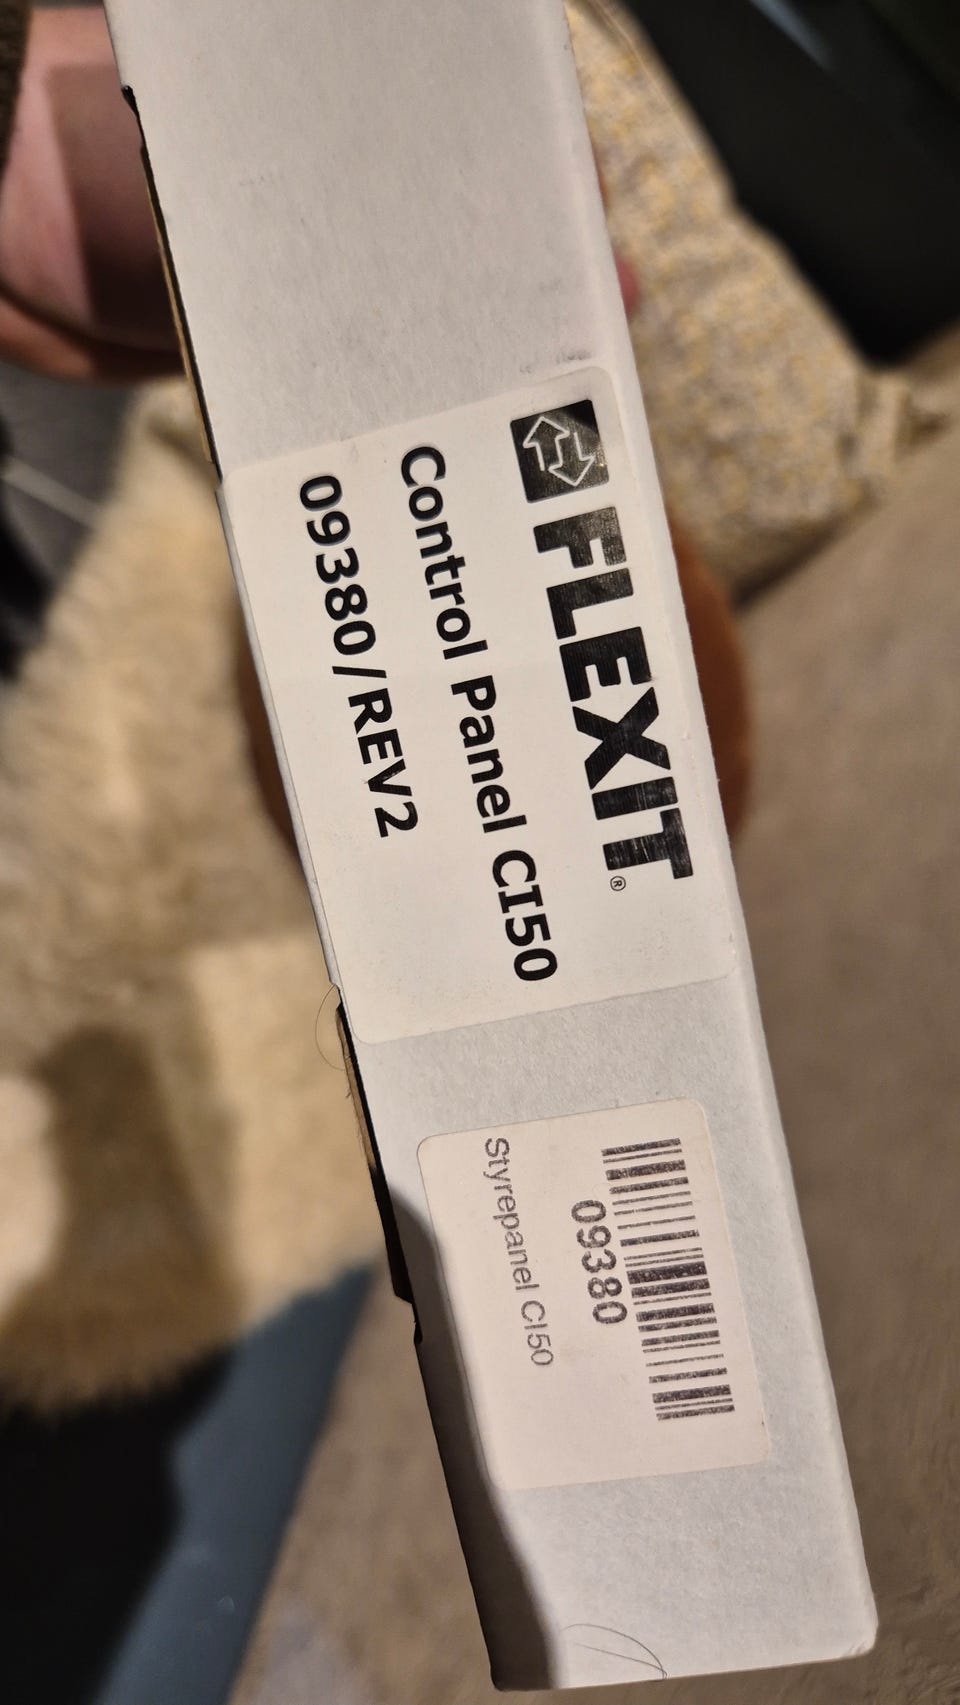 FLEXIT®
Control Panel CI50
09380/REV2
09380
Styrepanel CI50